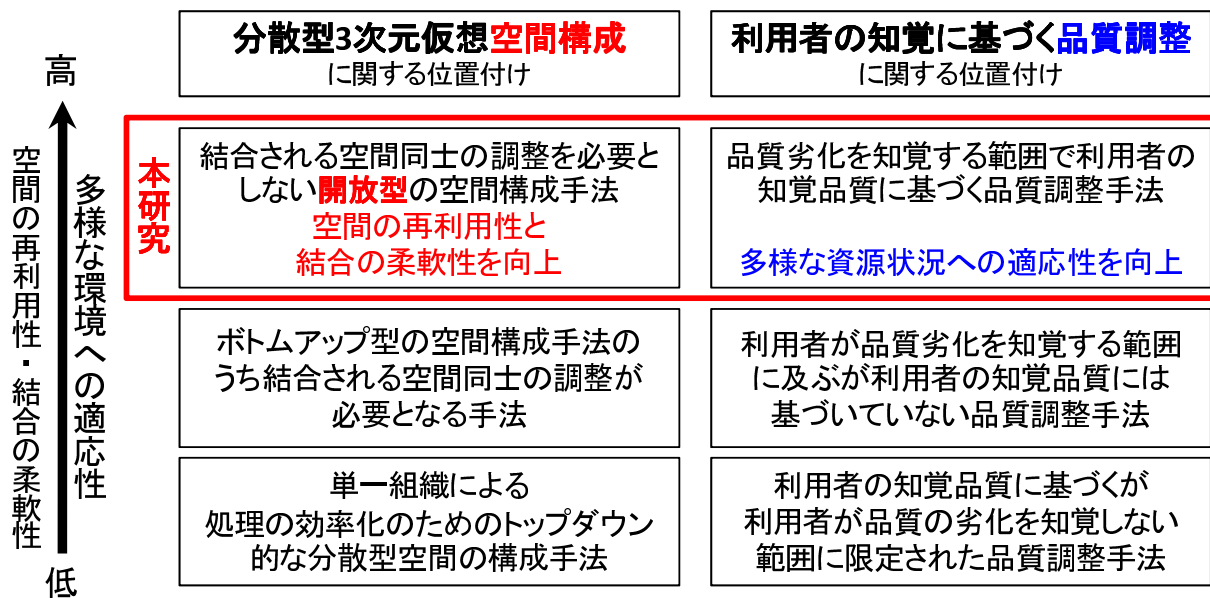 分散型3次元仮想空間構成
に関する位置付け
利用者の知覚に基づく品質調整
に関する位置付け
高
空間の再利用性・結合の柔軟性
多様な環境への適応性
低
本研究
結合される空間同士の調整を必要と
しない開放型の空間構成手法
空間の再利用性と
結合の柔軟性を向上
品質劣化を知覚する範囲で利用者の
知覚品質に基づく品質調整手法
多様な資源状況への適応性を向上
ボトムアップ型の空間構成手法の
うち結合される空間同士の調整が
必要となる手法
利用者が品質劣化を知覚する範囲
に及ぶが利用者の知覚品質には
基づいていない品質調整手法
単一組織による
処理の効率化のためのトップダウン
的な分散型空間の構成手法
利用者の知覚品質に基づくが
利用者が品質の劣化を知覚しない
範囲に限定された品質調整手法